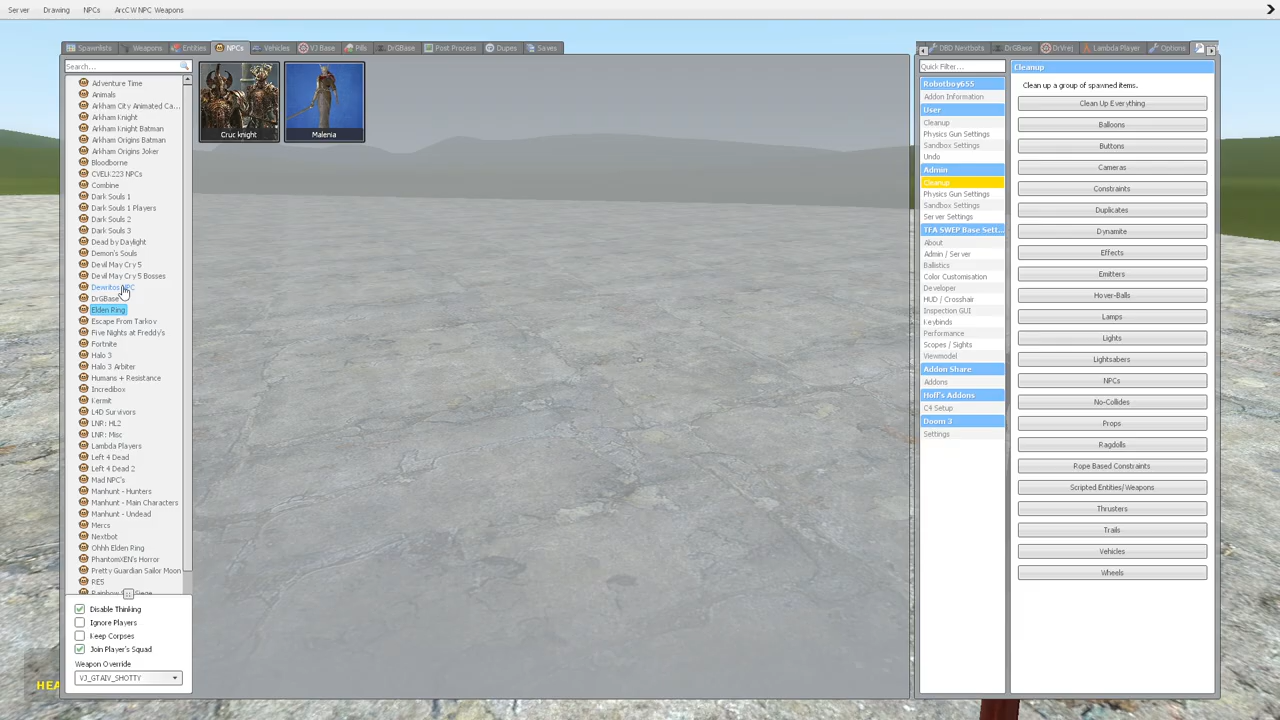 Server Drawing NPCs ArcCW NPC Weapons
Spawnlists Weapons Entities NPCs Vehicles VJ Base Pills DrGBase Post Process Dupes Saves
DBD Nextbots DrGBase DrVrej Lambda Player Options
Search...
Adventure Time
Animals
Arkham City Animated Ca...
Arkham Knight
Arkham Knight Batman
Arkham Origins Batman
Arkham Origins Joker
Bloodborne
CVELI:223 NPCs
Combine
Dark Souls 1
Dark Souls 1 Players
Dark Souls 2
Dark Souls 3
Dead by Daylight
Demon's Souls
Devil May Cry 5
Devil May Cry 5 Bosses
Dewritos NPC
DrGBase
Elden Ring
Escape From Tarkov
Five Nights at Freddy's
Fortnite
Halo 3
Halo 3 Arbiter
Humans + Resistance
Incredibox
Kermit
L4D Survivors
LNR: HL2
LNR: Misc
Lambda Players
Left 4 Dead
Left 4 Dead 2
Mad NPC's
Manhunt - Hunters
Manhunt - Main Characters
Manhunt - Undead
Mercs
Nextbot
Ohhh Elden Ring
PhantomXEN's Horror
Pretty Guardian Sailor Moon
RE5
Disable Thinking
Ignore Players
Keep Corpses
Join Player's Squad
Weapon Override
VJ_GTAIV_SHOTTY
HEA
Cruc knight
Malenia
Quick Filter...
Robotboy655
Addon Information
User
Cleanup
Physics Gun Settings
Sandbox Settings
Undo
Admin
Cleanup
Physics Gun Settings
Sandbox Settings
Server Settings
TFA SWEP Base Sett...
About
Admin / Server
Ballistics
Color Customisation
Developer
HUD / Crosshair
Inspection GUI
Keybinds
Performance
Scopes / Sights
Viewmodel
Addon Share
Addons
Hoff's Addons
C4 Setup
Doom 3
Settings
Cleanup
Clean up a group of spawned items.
Clean Up Everything
Balloons
Buttons
Cameras
Constraints
Duplicates
Dynamite
Effects
Emitters
Hover-Balls
Lamps
Lights
Lightsabers
NPCs
No-Collides
Props
Ragdolls
Rope Based Constraints
Scripted Entities/Weapons
Thrusters
Trails
Vehicles
Wheels